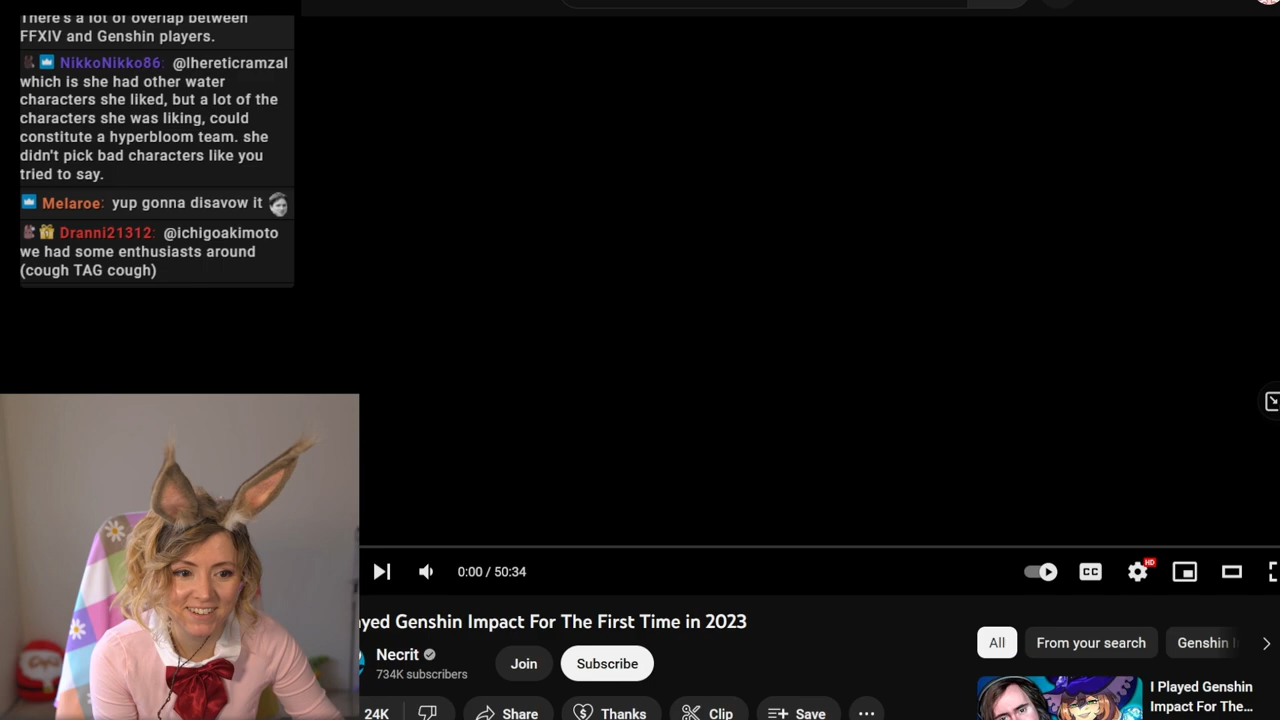 There's a lot of overlap between
FFXIV and Genshin players.
NikkoNikko86: @lhereticramzal
which is she had other water
characters she liked, but a lot of the
characters she was liking, could
constitute a hyperbloom team. she
didn't pick bad characters like you
tried to say.
Melaroe: yup gonna disavow it
Dranni21312: @ichigoakimoto
we had some enthusiasts around
(cough TAG cough)
0:00 / 50:34
CC
HD
yed Genshin Impact For The First Time in 2023
Necrit
734K subscribers
Join
Subscribe
24K
Share
Thanks
Clip
Save
All
From your search
Genshin
I Played Genshin
Impact For The...